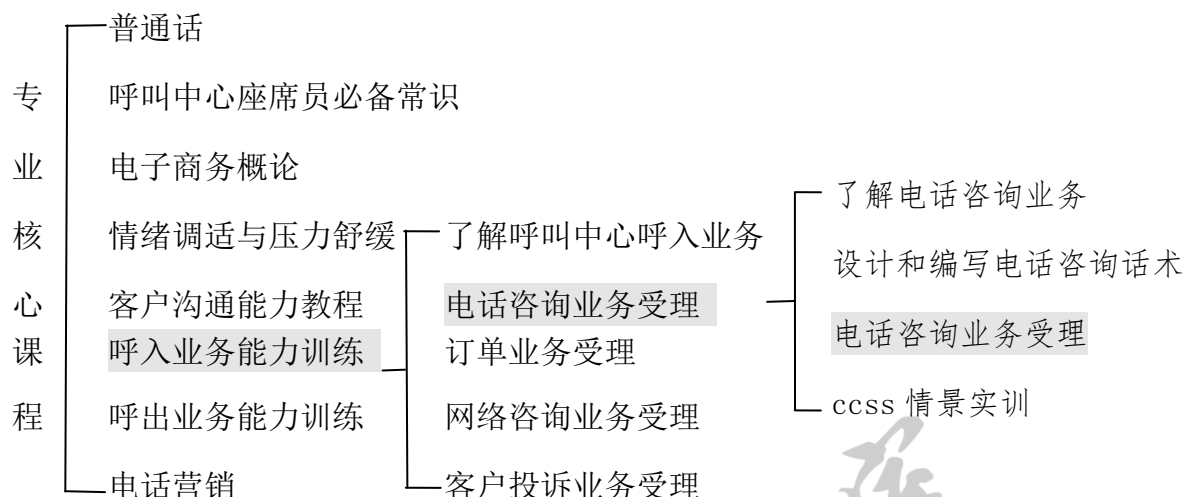 专业核心课程
普通话
呼叫中心座席员必备常识
电子商务概论
情绪调适与压力舒缓
客户沟通能力教程
呼入业务能力训练
呼出业务能力训练
电话营销
了解呼叫中心呼入业务
电话咨询业务受理
订单业务受理
网络咨询业务受理
客户投诉业务受理
了解电话咨询业务
设计和编写电话咨询话术
电话咨询业务受理
ccss 情景实训